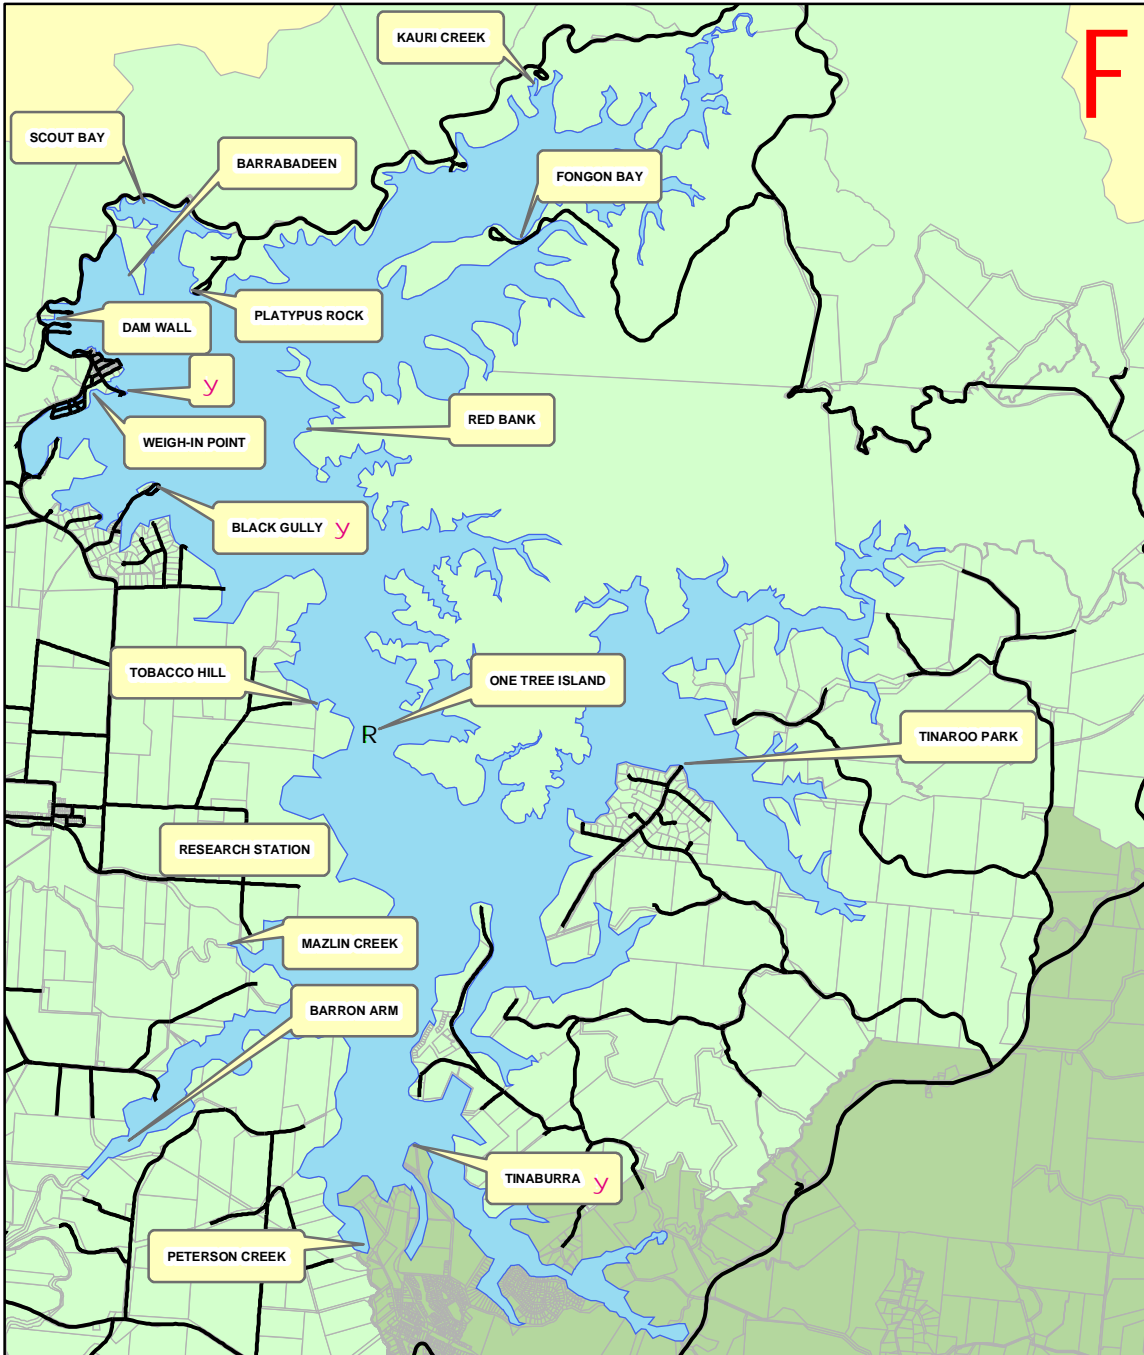 KAURI CREEK
F
SCOUT BAY
BARRABADEEN
FONGON BAY
PLATYPUS ROCK
DAM WALL
y
RED BANK
WEIGH-IN POINT
BLACK GULLY y
TOBACCO HILL
ONE TREE ISLAND
R
TINAROO PARK
RESEARCH STATION
MAZLIN CREEK
BARRON ARM
TINABURRA y
PETERSON CREEK